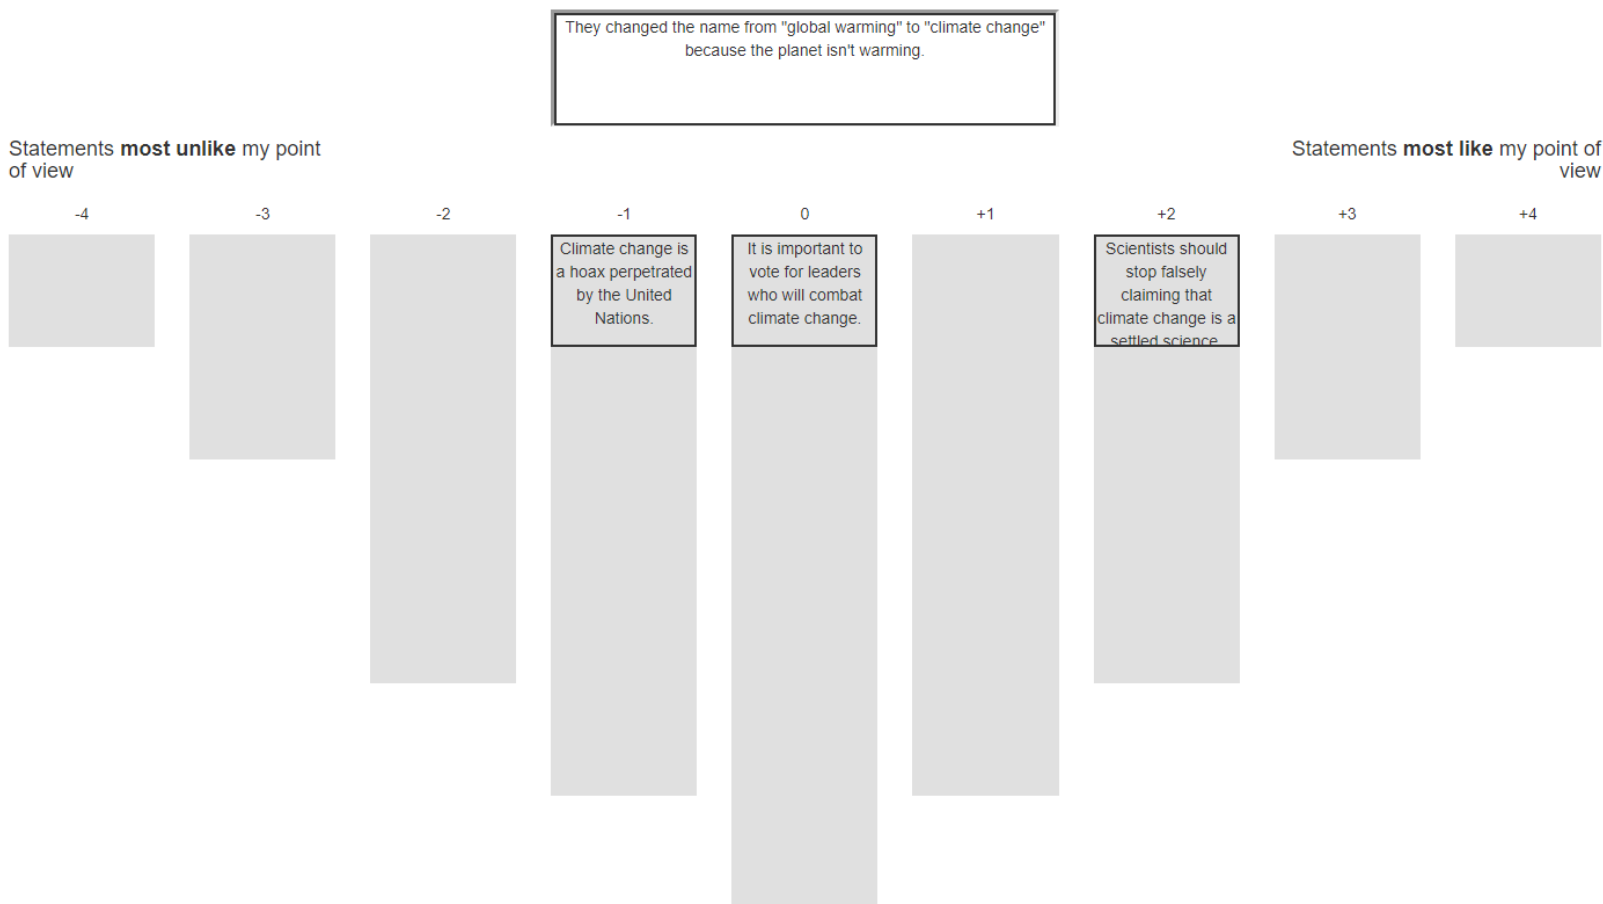 They changed the name from "global warming" to "climate change"
because the planet isn't warming.
Statements most unlike my point
of view
Statements most like my point of
view
-4
-3
-2
-1
0
+1
+2
+3
+4
Climate change is
a hoax perpetrated
by the United
Nations.
It is important to
vote for leaders
who will combat
climate change.
Scientists should
stop falsely
claiming that
climate change is a
settled science